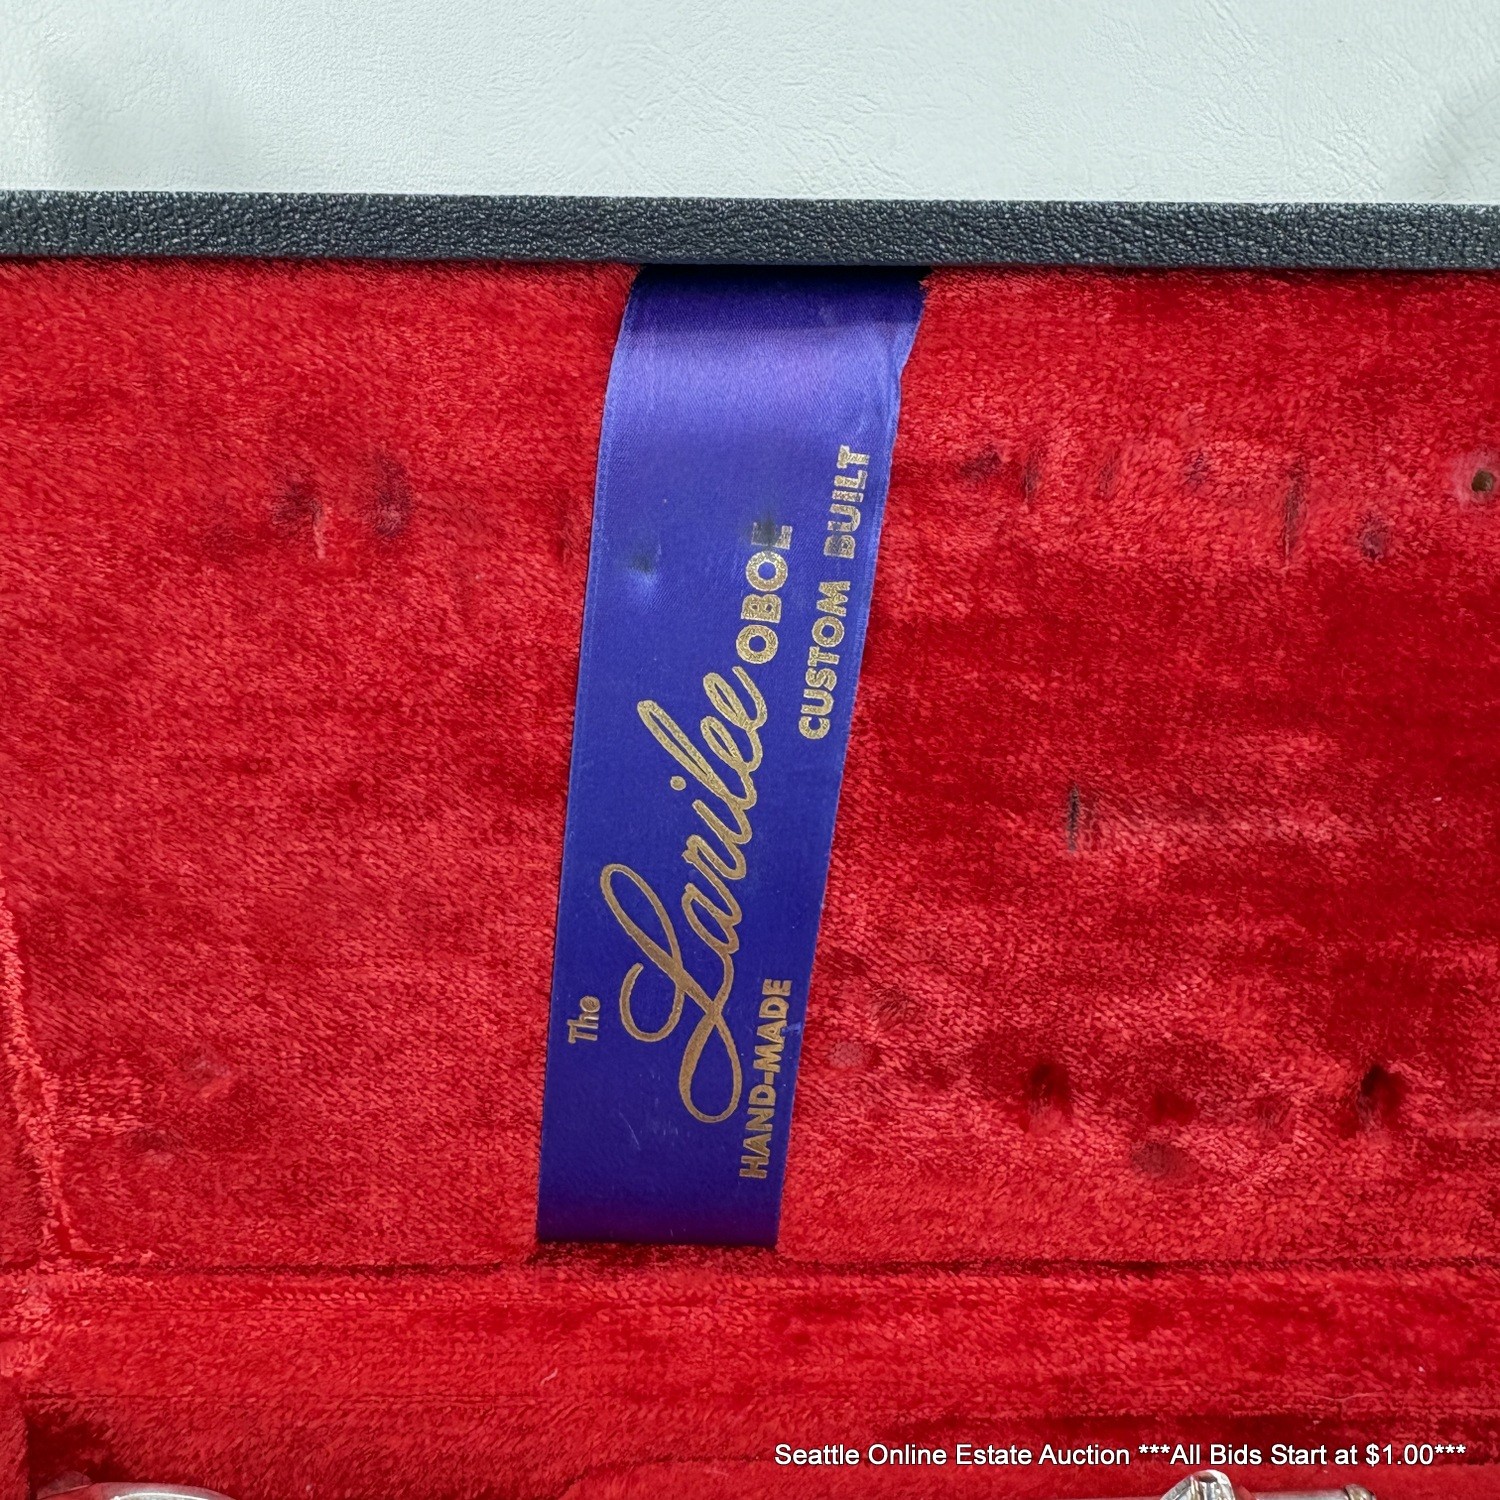 The
Larilee OBOE
HAND-MADE CUSTOM BUILT
Seattle Online Estate Auction ***All Bids Start at $1.00***